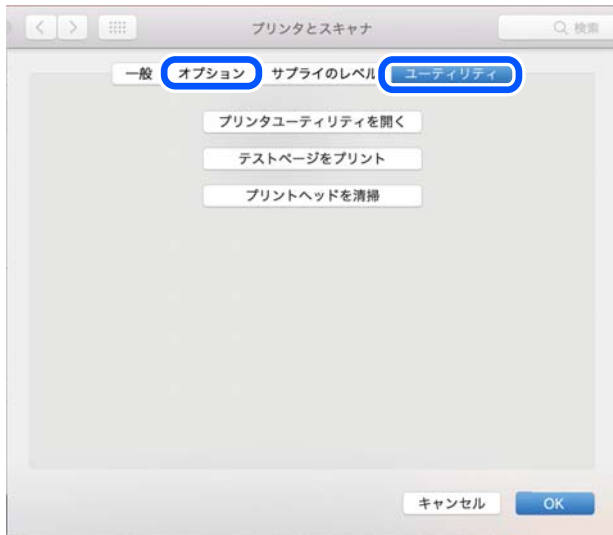 プリンタとスキャナ
検索
一般 オプション サプライのレベル ユーティリティ
プリンタユーティリティを開く
テストページをプリント
プリントヘッドを清掃
キャンセル OK